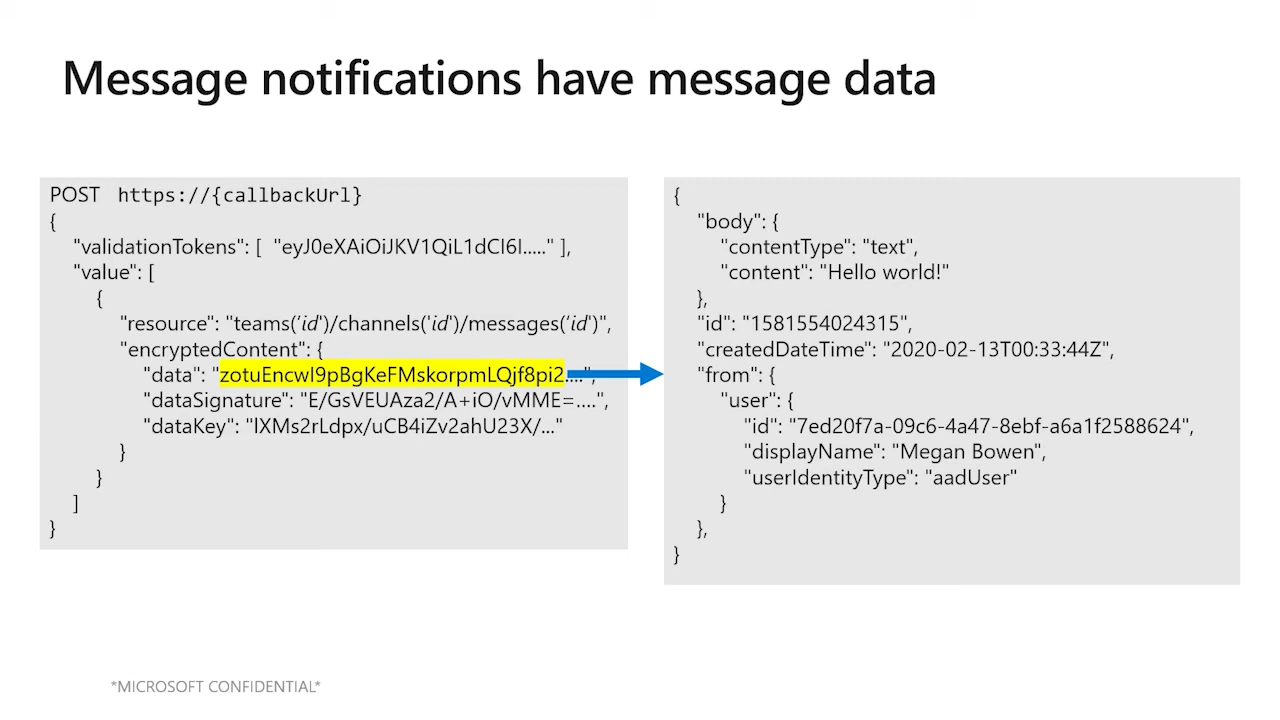 Message notifications have message data
POST https://{callbackUrl}
{
"validationTokens": [ "eyJ0eXAiOiJKV1QiL1dCl6I....." ],
"value": [
{
"resource": "teams('id')/channels('id')/messages('id')",
"encryptedContent": {
"data": "zotuEncwI9pBgKeFMskorpmLQjf8pi2....",
"dataSignature": "E/GsVEUAza2/A+iO/vMME=....",
"dataKey": "lXMs2rLdpx/uCB4iZv2ahU23X/..."
}
}
]
}
{
"body": {
"contentType": "text",
"content": "Hello world!"
},
"id": "1581554024315",
"createdDateTime": "2020-02-13T00:33:44Z",
"from": {
"user": {
"id": "7ed20f7a-09c6-4a47-8ebf-a6a1f2588624",
"displayName": "Megan Bowen",
"userIdentityType": "aadUser"
}
},
}
*MICROSOFT CONFIDENTIAL*